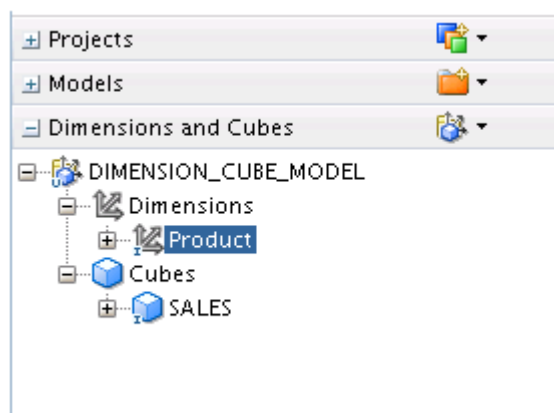 Projects
Models
Dimensions and Cubes
DIMENSION_CUBE_MODEL
Dimensions
Product
Cubes
SALES